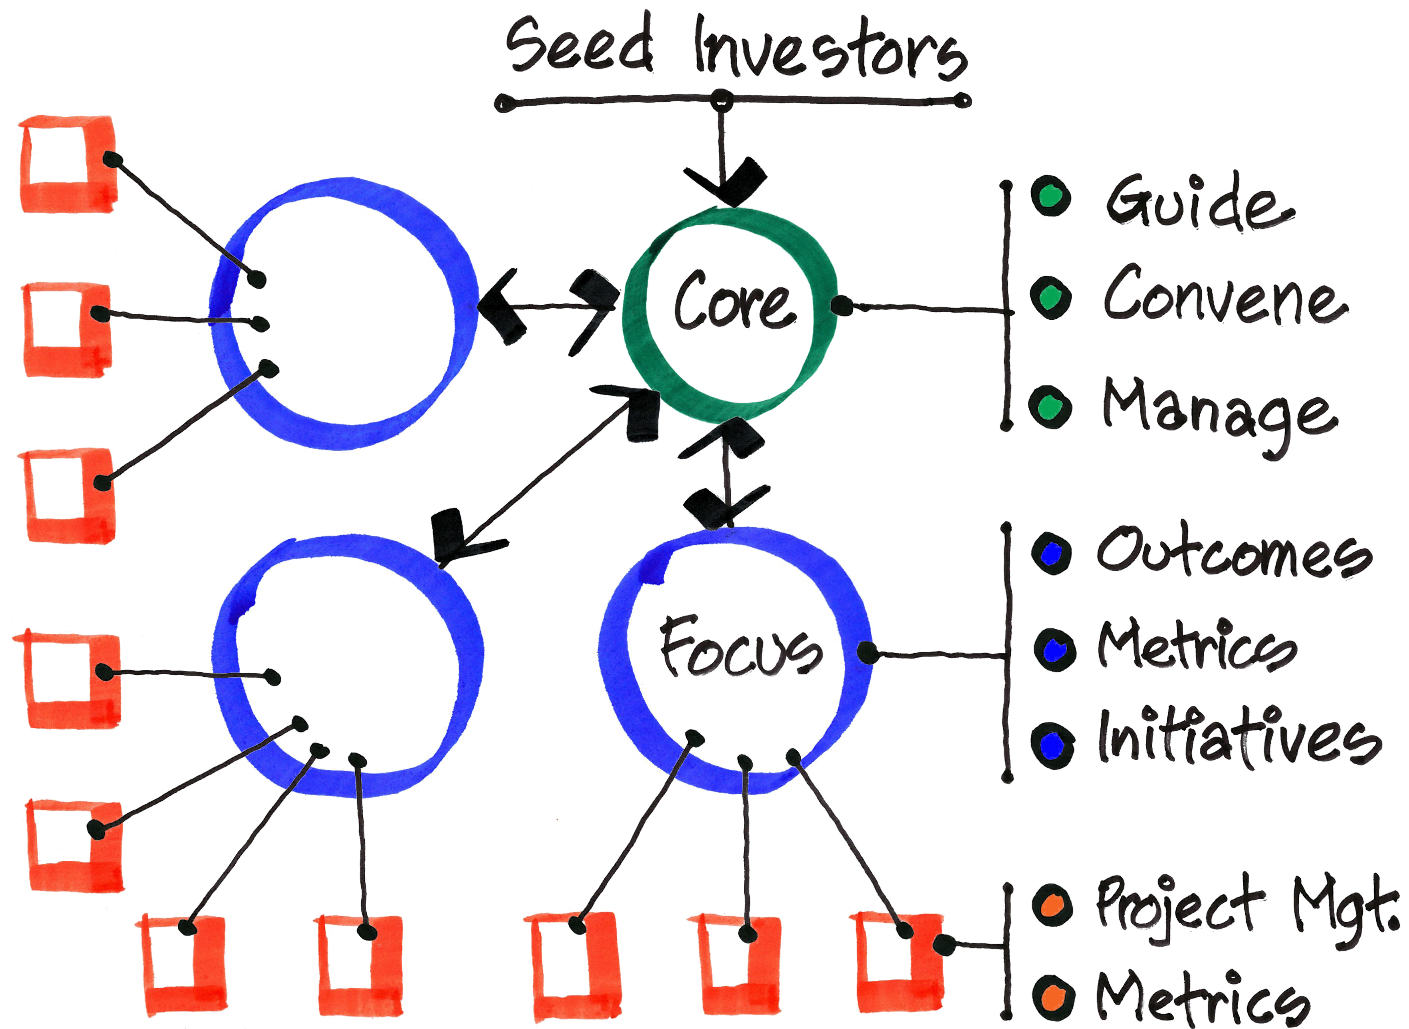 Seed Investors
Core
Guide
Convene
Manage
Focus
Outcomes
Metrics
Initiatives
Project Mgt.
Metrics